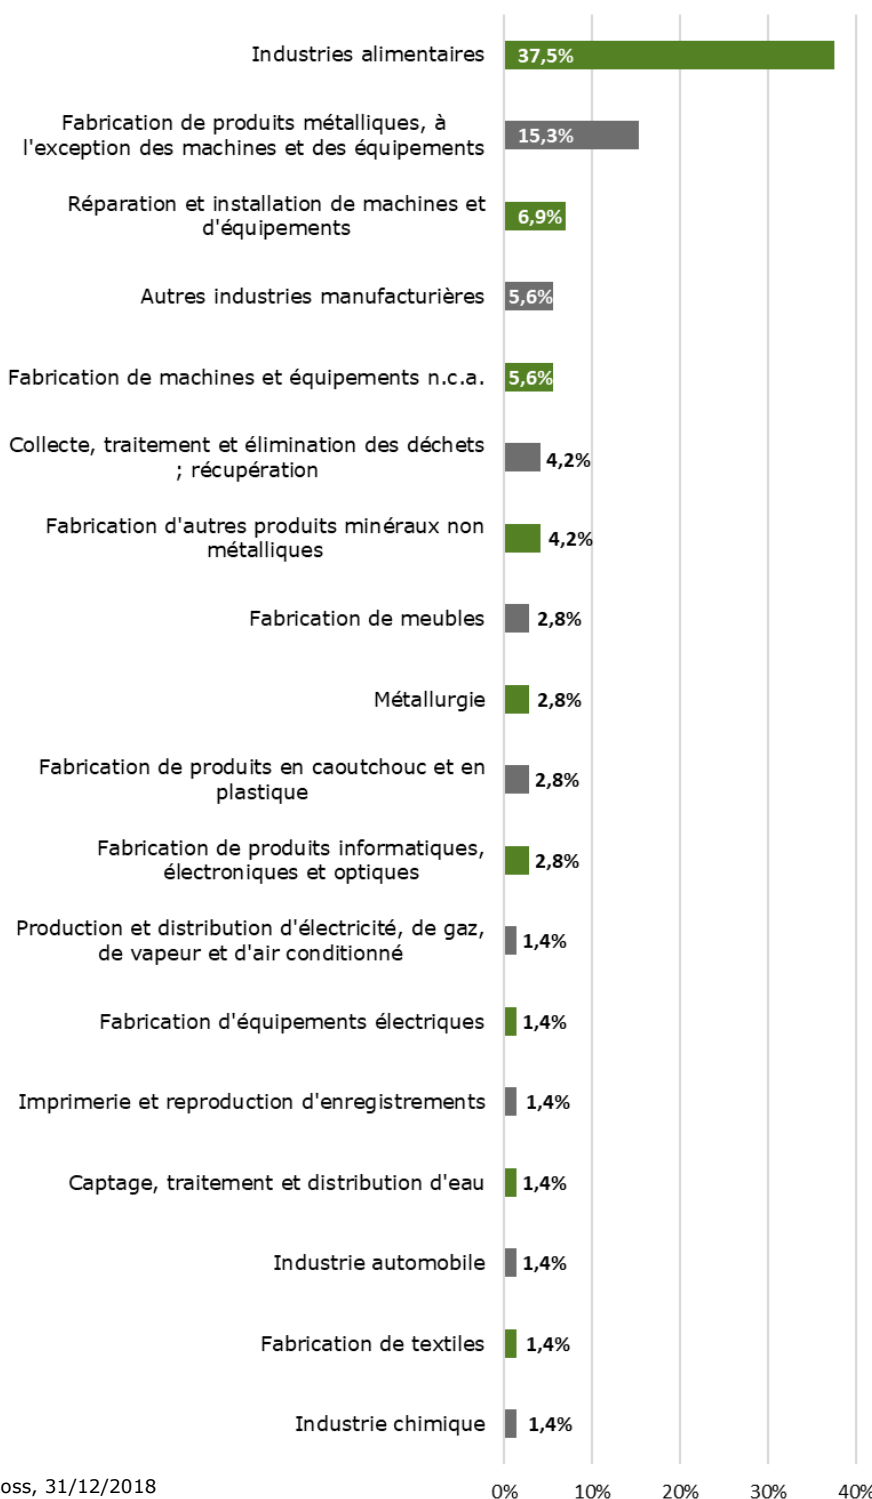 Industries alimentaires
37,5%
Fabrication de produits métalliques, à
l'exception des machines et des équipements
15,3%
Réparation et installation de machines et
d'équipements
6,9%
Autres industries manufacturières
5,6%
Fabrication de machines et équipements n.c.a.
5,6%
Collecte, traitement et élimination des déchets
; récupération
4,2%
Fabrication d'autres produits minéraux non
métalliques
4,2%
Fabrication de meubles
2,8%
Métallurgie
2,8%
Fabrication de produits en caoutchouc et en
plastique
2,8%
Fabrication de produits informatiques,
électroniques et optiques
2,8%
Production et distribution d'électricité, de gaz,
de vapeur et d'air conditionné
1,4%
Fabrication d'équipements électriques
1,4%
Imprimerie et reproduction d'enregistrements
1,4%
Captage, traitement et distribution d'eau
1,4%
Industrie automobile
1,4%
Fabrication de textiles
1,4%
Industrie chimique
1,4%
oss, 31/12/2018
0% 10% 20% 30% 40%